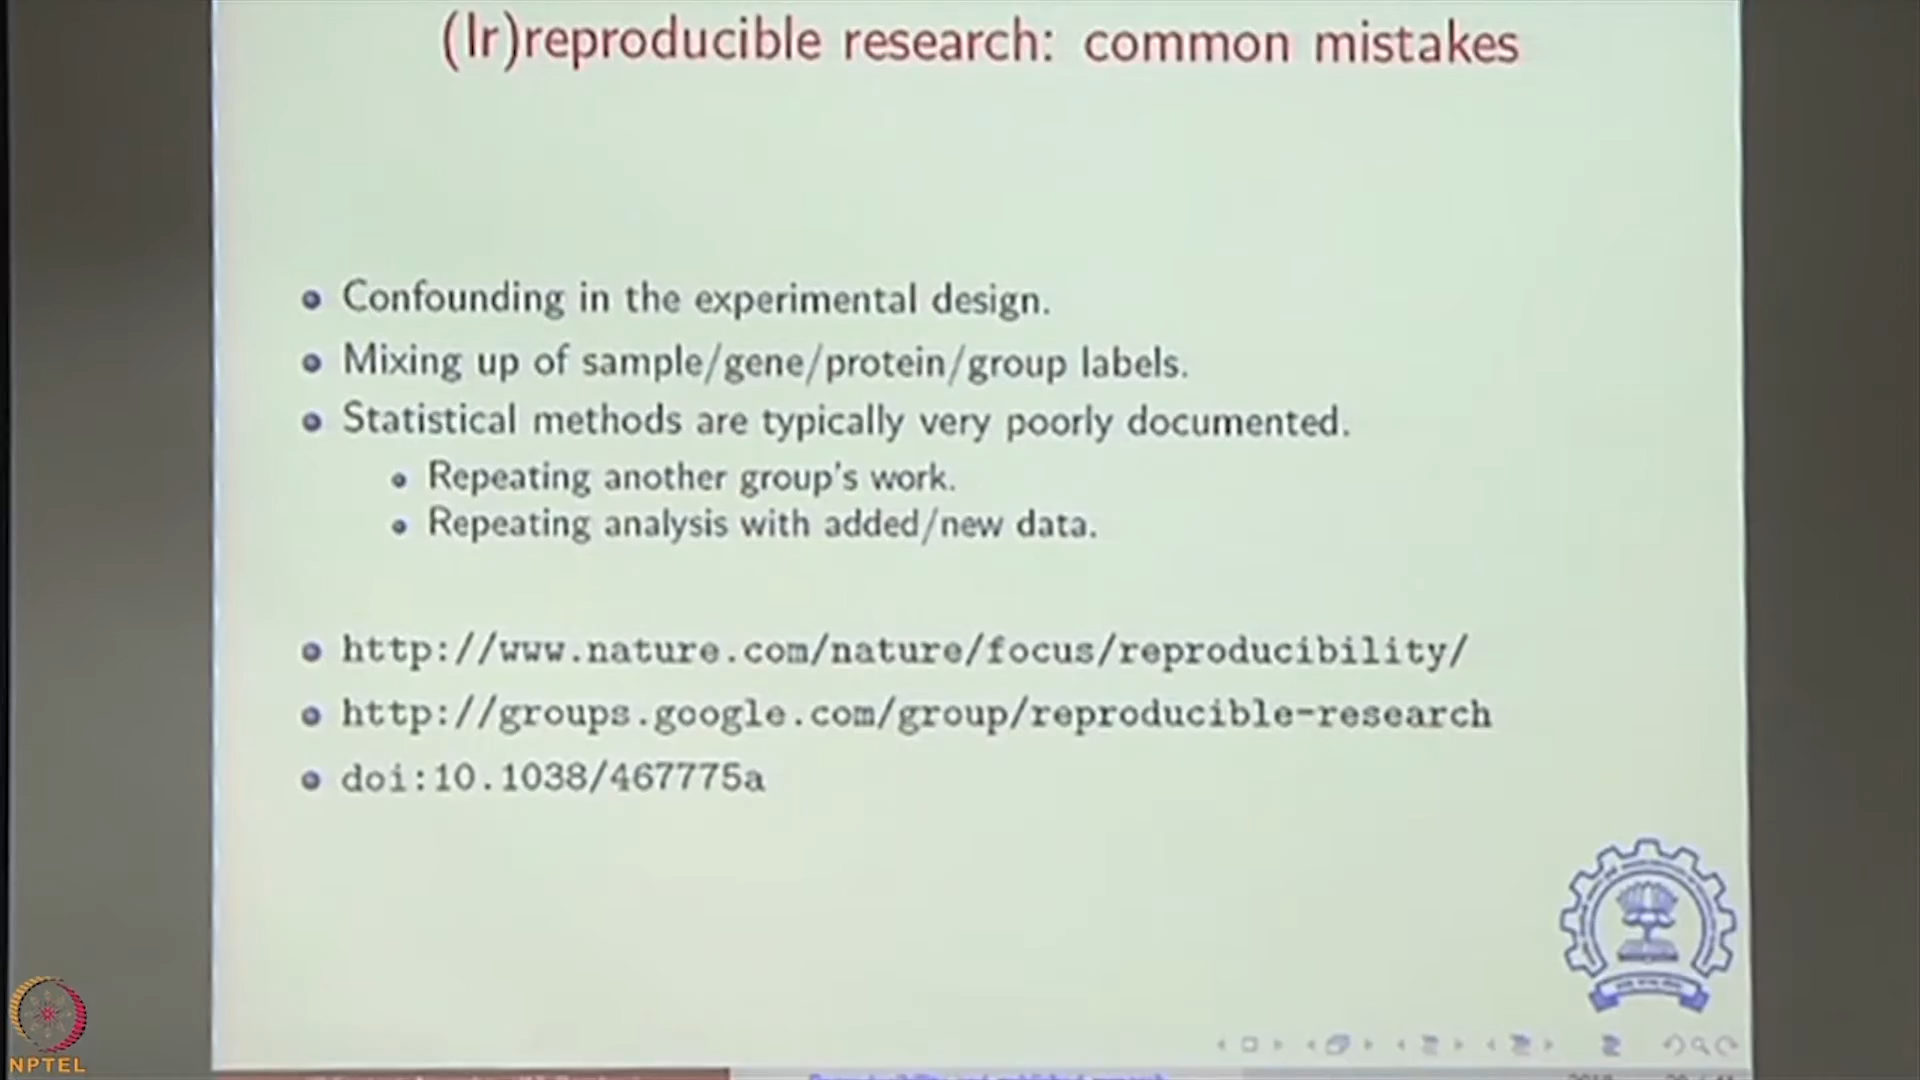 (Ir)reproducible research: common mistakes
Confounding in the experimental design.
Mixing up of sample/gene/protein/group labels.
Statistical methods are typically very poorly documented.
Repeating another group's work.
Repeating analysis with added/new data.
http://www.nature.com/nature/focus/reproducibility/
http://groups.google.com/group/reproducible-research
doi:10.1038/467775a
NPTEL